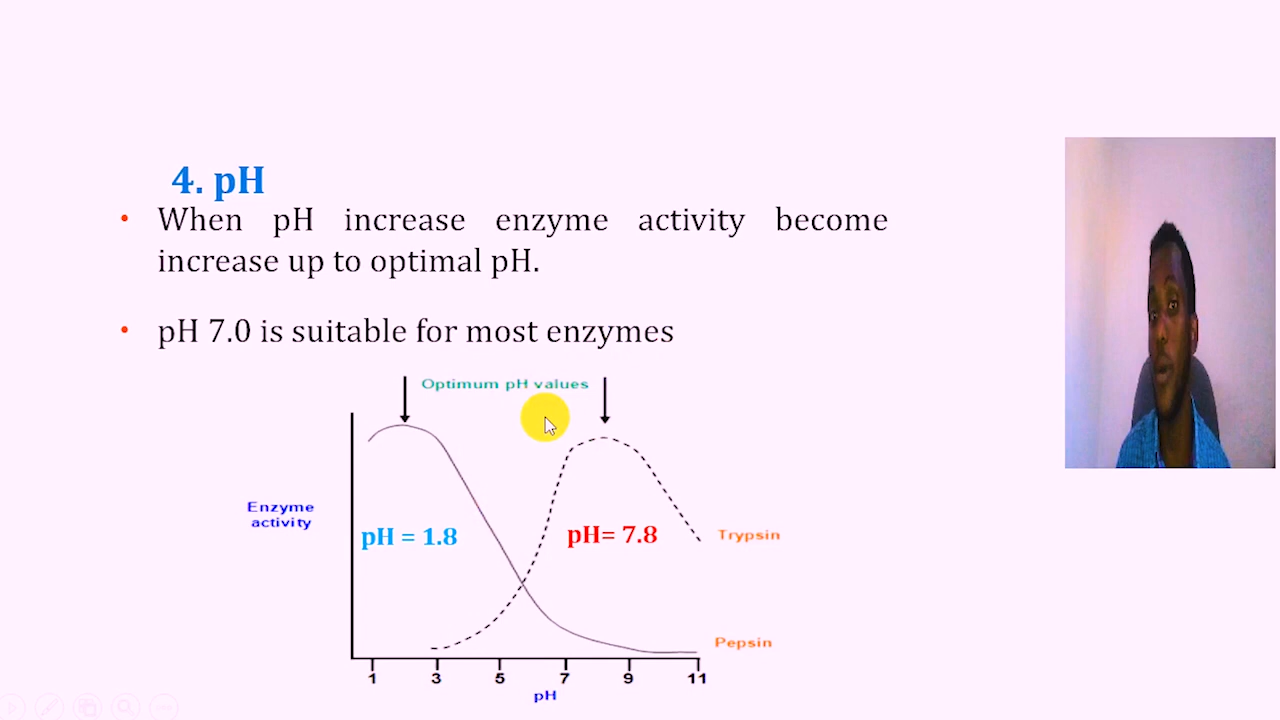 4. pH
• When pH increase enzyme activity become
increase up to optimal pH.
• pH 7.0 is suitable for most enzymes
Optimum pH values
Enzyme
activity
pH = 1.8
pH= 7.8
Trypsin
Pepsin
1 3 5 7 9 11
pH